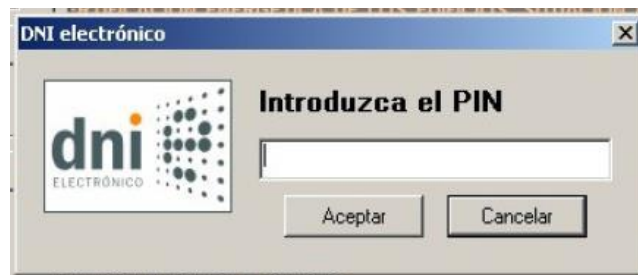 DNI electrónico
Introduzca el PIN
dni
ELECTRÓNICO
Aceptar
Cancelar